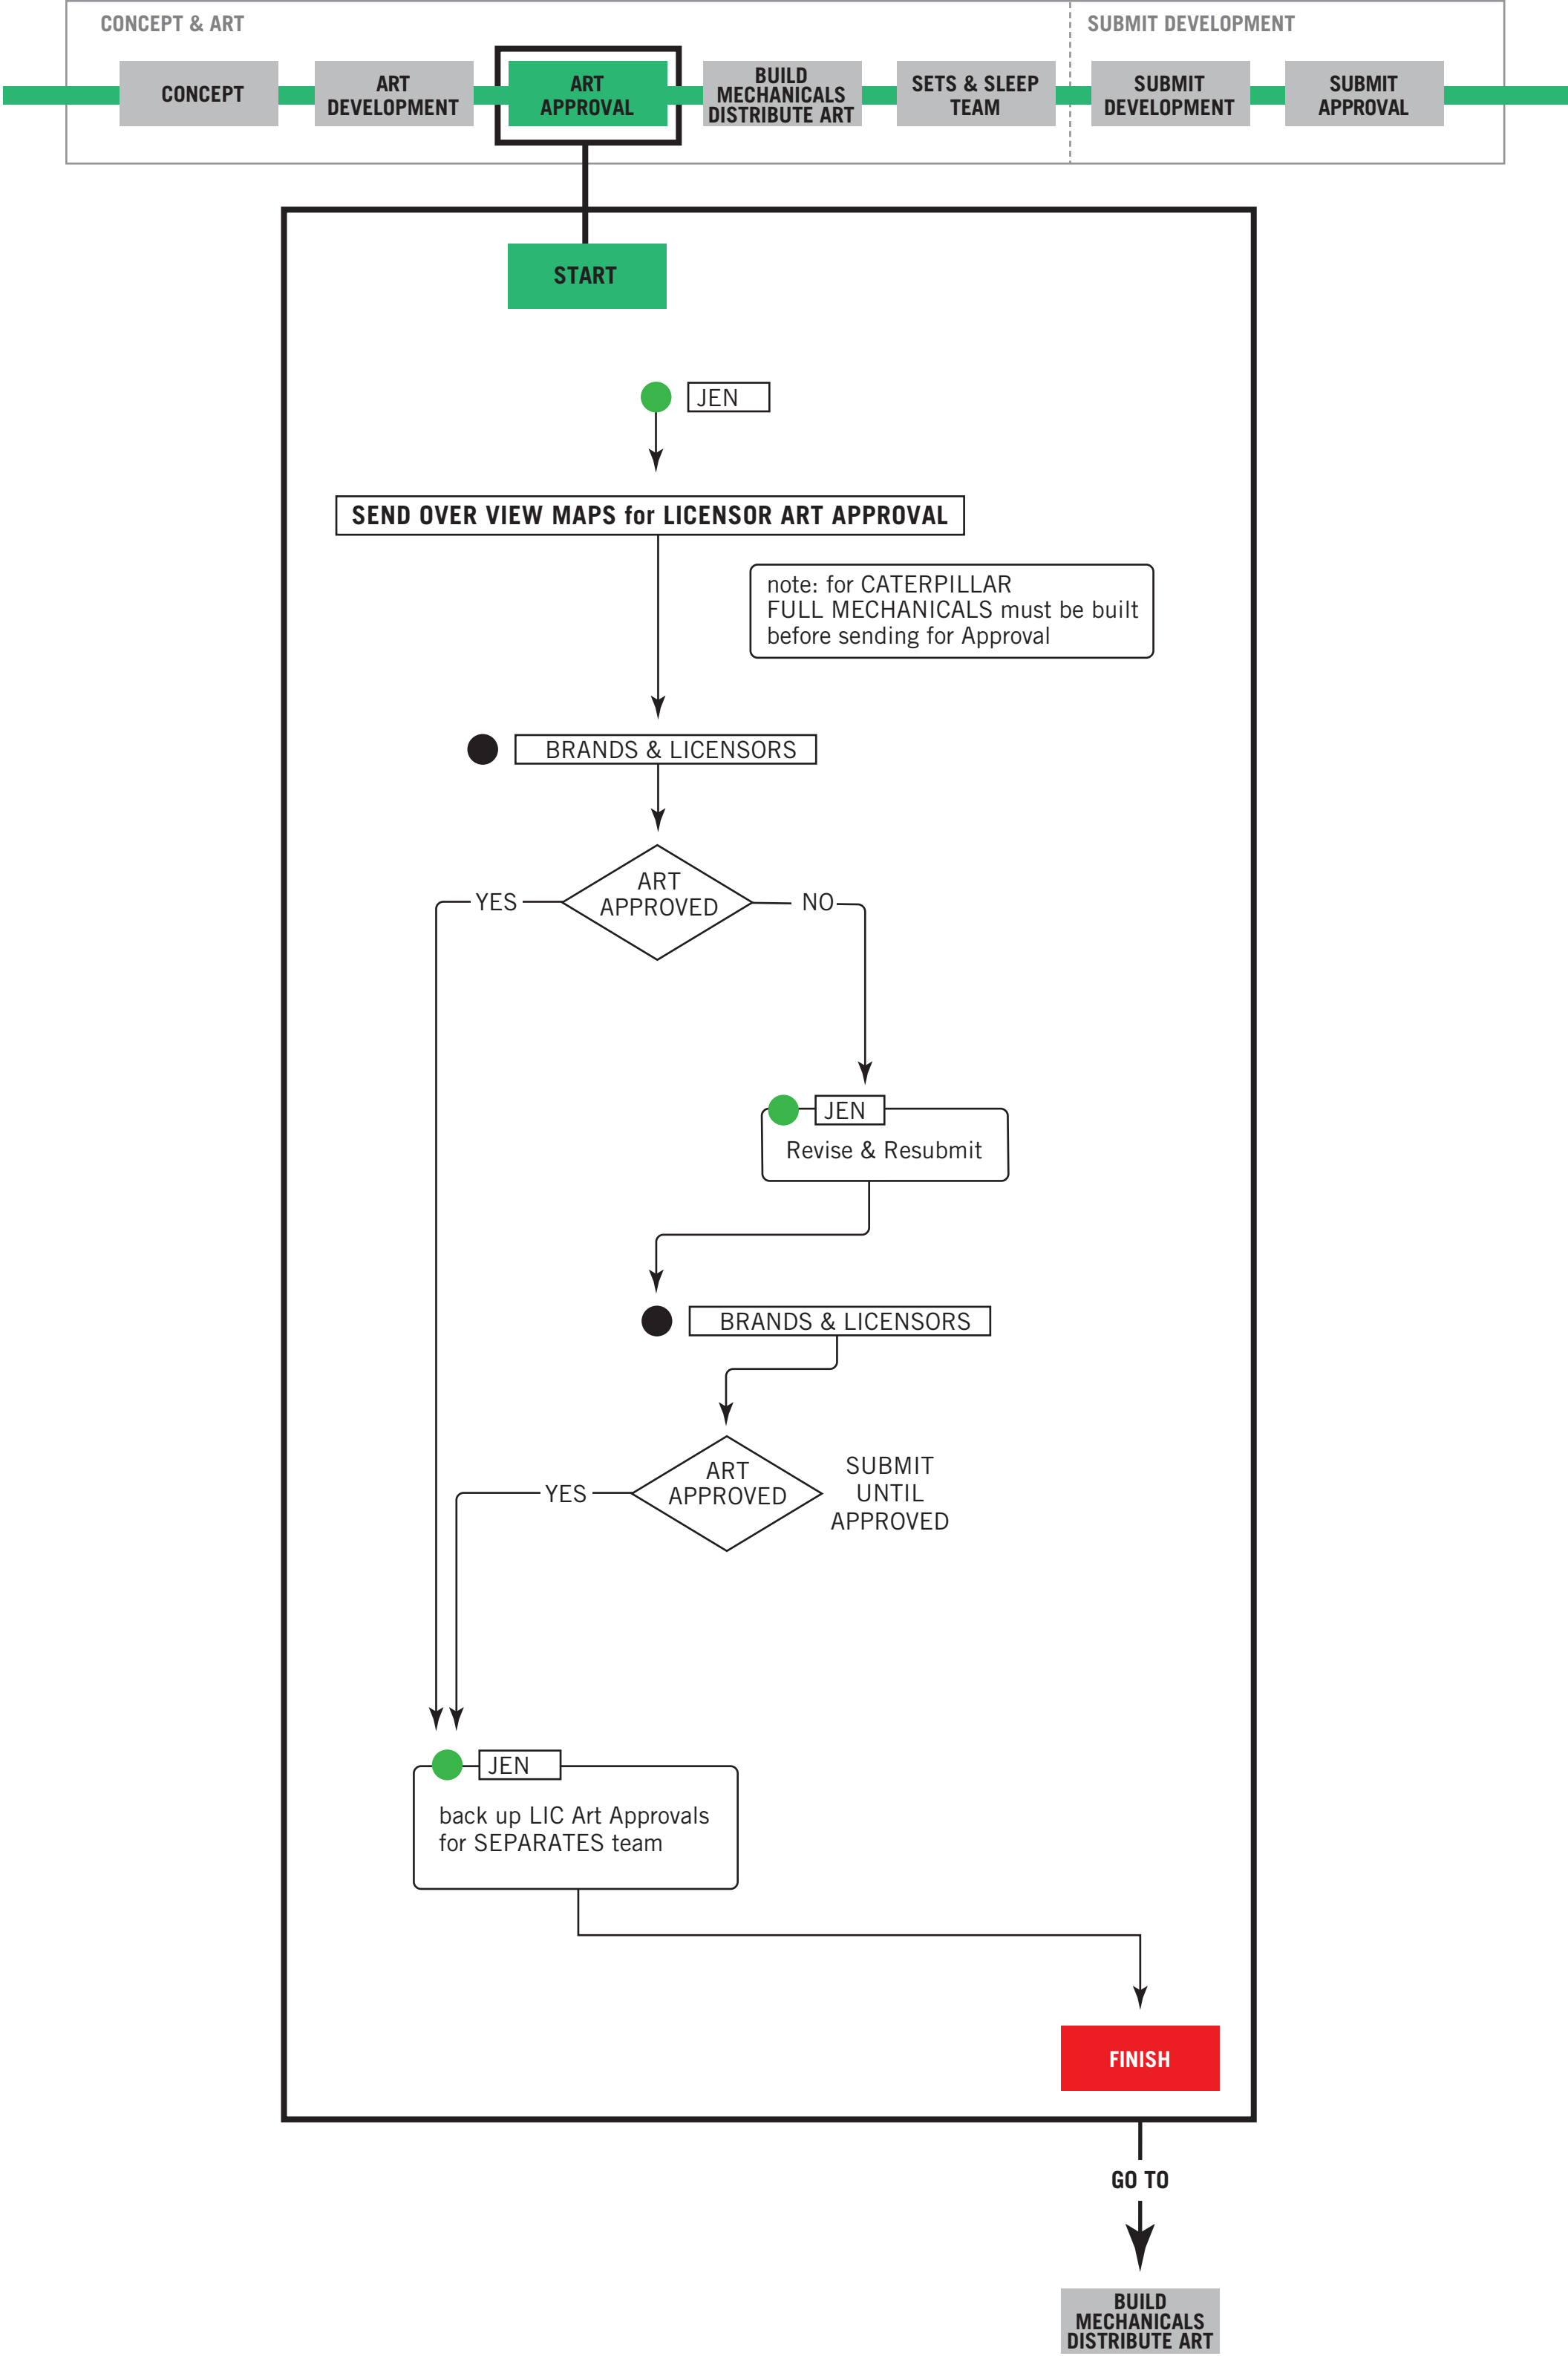 CONCEPT & ART
SUBMIT DEVELOPMENT
CONCEPT
ART
DEVELOPMENT
ART
APPROVAL
BUILD
MECHANICALS
DISTRIBUTE ART
SETS & SLEEP
TEAM
SUBMIT
DEVELOPMENT
SUBMIT
APPROVAL
START
JEN
SEND OVER VIEW MAPS for LICENSOR ART APPROVAL
note: for CATERPILLAR
FULL MECHANICALS must be built
before sending for Approval
BRANDS & LICENSORS
ART
APPROVED
YES
NO
JEN
Revise & Resubmit
BRANDS & LICENSORS
ART
APPROVED
YES
SUBMIT
UNTIL
APPROVED
JEN
back up LIC Art Approvals
for SEPARATES team
FINISH
GO TO
BUILD
MECHANICALS
DISTRIBUTE ART